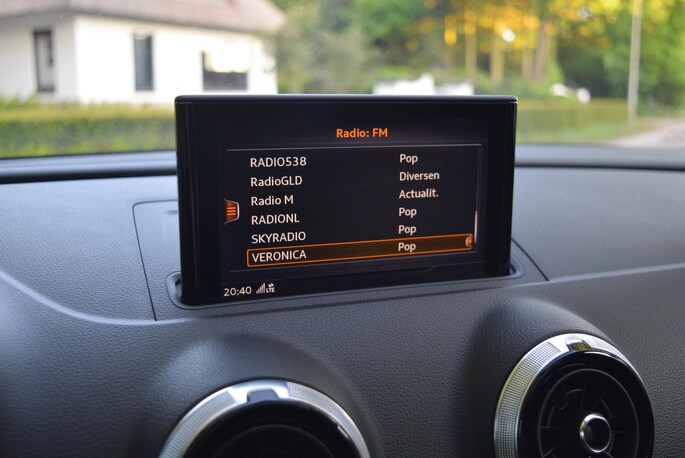 Radio: FM
RADIO538 Pop
RadioGLD Diversen
Radio M Actualit.
RADIONL Pop
SKYRADIO Pop
VERONICA Pop
20:40 LTE